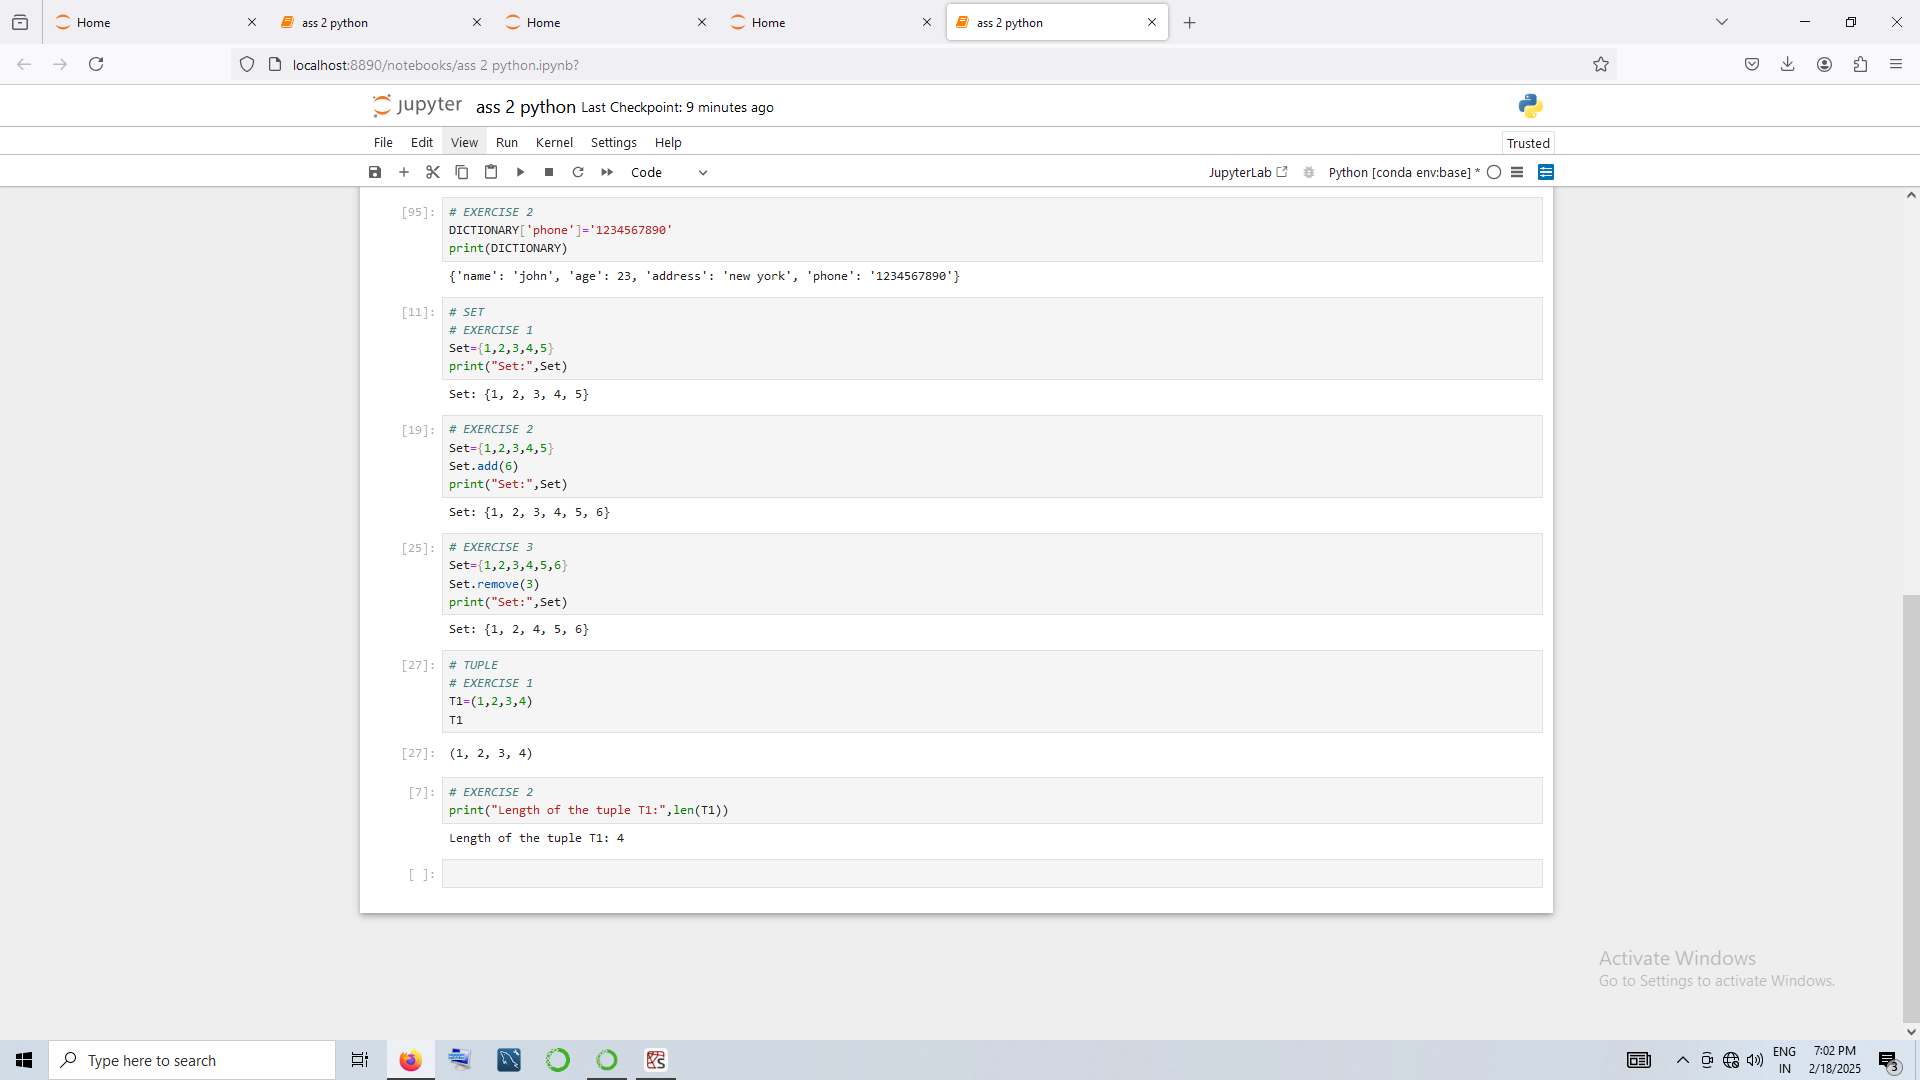 Home
ass 2 python
Home
Home
ass 2 python
localhost:8890/notebooks/ass 2 python.ipynb?
jupyter ass 2 python Last Checkpoint: 9 minutes ago
File Edit View Run Kernel Settings Help
Trusted
Code
JupyterLab
Python [conda env:base] *
[95]:
# EXERCISE 2
DICTIONARY['phone']='1234567890'
print(DICTIONARY)
{'name': 'john', 'age': 23, 'address': 'new york', 'phone': '1234567890'}
[11]:
# SET
# EXERCISE 1
Set={1,2,3,4,5}
print("Set:",Set)
Set: {1, 2, 3, 4, 5}
[19]:
# EXERCISE 2
Set={1,2,3,4,5}
Set.add(6)
print("Set:",Set)
Set: {1, 2, 3, 4, 5, 6}
[25]:
# EXERCISE 3
Set={1,2,3,4,5,6}
Set.remove(3)
print("Set:",Set)
Set: {1, 2, 4, 5, 6}
[27]:
# TUPLE
# EXERCISE 1
T1=(1,2,3,4)
T1
[27]: (1, 2, 3, 4)
[7]:
# EXERCISE 2
print("Length of the tuple T1:",len(T1))
Length of the tuple T1: 4
[ ]:
Activate Windows
Go to Settings to activate Windows.
Type here to search
ENG
IN
7:02 PM
2/18/2025
3